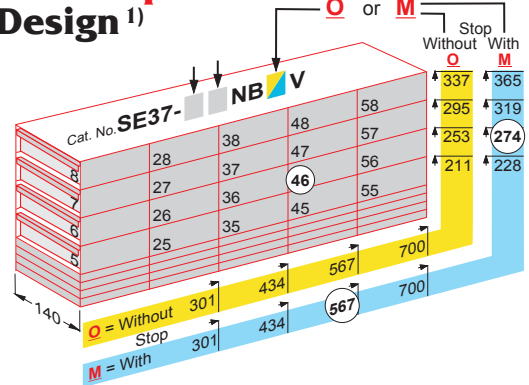 O or M
Design 1)
Stop
Without With
O M
337 365
295 319
253 274
211 228
Cat. No. SE37- NB V
8 28 38 48 58
7 27 37 47 57
6 26 36 46 56
5 25 35 45 55
140
O = Without 301 434 567 700
Stop
M = With 301 434 567 700